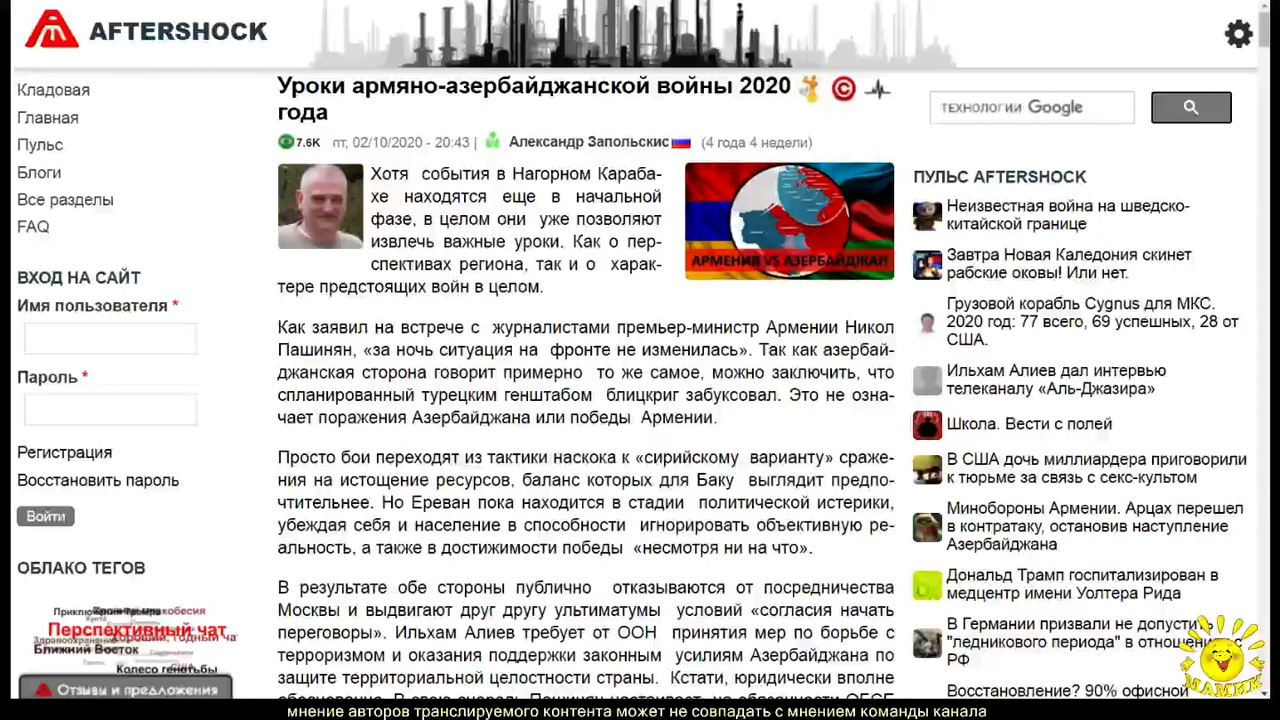 AFTERSHOCK
Кладовая
Главная
Пульс
Блоги
Все разделы
FAQ
ВХОД НА САЙТ
Имя пользователя *
Пароль *
Регистрация
Восстановить пароль
Войти
ОБЛАКО ТЕГОВ
Перспективный чат
Ближний Восток
Колесо генотьбы
Отзывы и предложения
Уроки армяно-азербайджанской войны 2020
года
7.6K пт, 02/10/2020 - 20:43 | Александр Запольскис (4 года 4 недели)
Хотя события в Нагорном Караба-
хе находятся еще в начальной
фазе, в целом они уже позволяют
извлечь важные уроки. Как о пер-
спективах региона, так и о харак-
тере предстоящих войн в целом.
АРМЕНИЯ VS АЗЕРБАЙДЖАН
Как заявил на встрече с журналистами премьер-министр Армении Никол
Пашинян, «за ночь ситуация на фронте не изменилась». Так как азербай-
джанская сторона говорит примерно то же самое, можно заключить, что
спланированный турецким генштабом блицкриг забуксовал. Это не озна-
чает поражения Азербайджана или победы Армении.
Просто бои переходят из тактики наскока к «сирийскому варианту» сраже-
ния на истощение ресурсов, баланс которых для Баку выглядит предпо-
чтительнее. Но Ереван пока находится в стадии политической истерики,
убеждая себя и население в способности игнорировать объективную ре-
альность, а также в достижимости победы «несмотря ни на что».
В результате обе стороны публично отказываются от посредничества
Москвы и выдвигают друг другу ультиматумы условий «согласия начать
переговоры». Ильхам Алиев требует от ООН принятия мер по борьбе с
терроризмом и оказания поддержки законным усилиям Азербайджана по
защите территориальной целостности страны. Кстати, юридически вполне
ТЕХНОЛОГИИ Google
ПУЛЬС AFTERSHOCK
Неизвестная война на шведско-
китайской границе
Завтра Новая Каледония скинет
рабские оковы! Или нет.
Грузовой корабль Cygnus для МКС.
2020 год: 77 всего, 69 успешных, 28 от
США.
Ильхам Алиев дал интервью
телеканалу «Аль-Джазира»
Школа. Вести с полей
В США дочь миллиардера приговорили
к тюрьме за связь с секс-культом
Минобороны Армении. Арцах перешел
в контратаку, остановив наступление
Азербайджана
Дональд Трамп госпитализирован в
медцентр имени Уолтера Рида
В Германии призвали не допустить
"ледникового периода" в отношениях с
РФ
Восстановление? 90% офисной
МАМИК
мнение авторов транслируемого контента может не совпадать с мнением команды канала